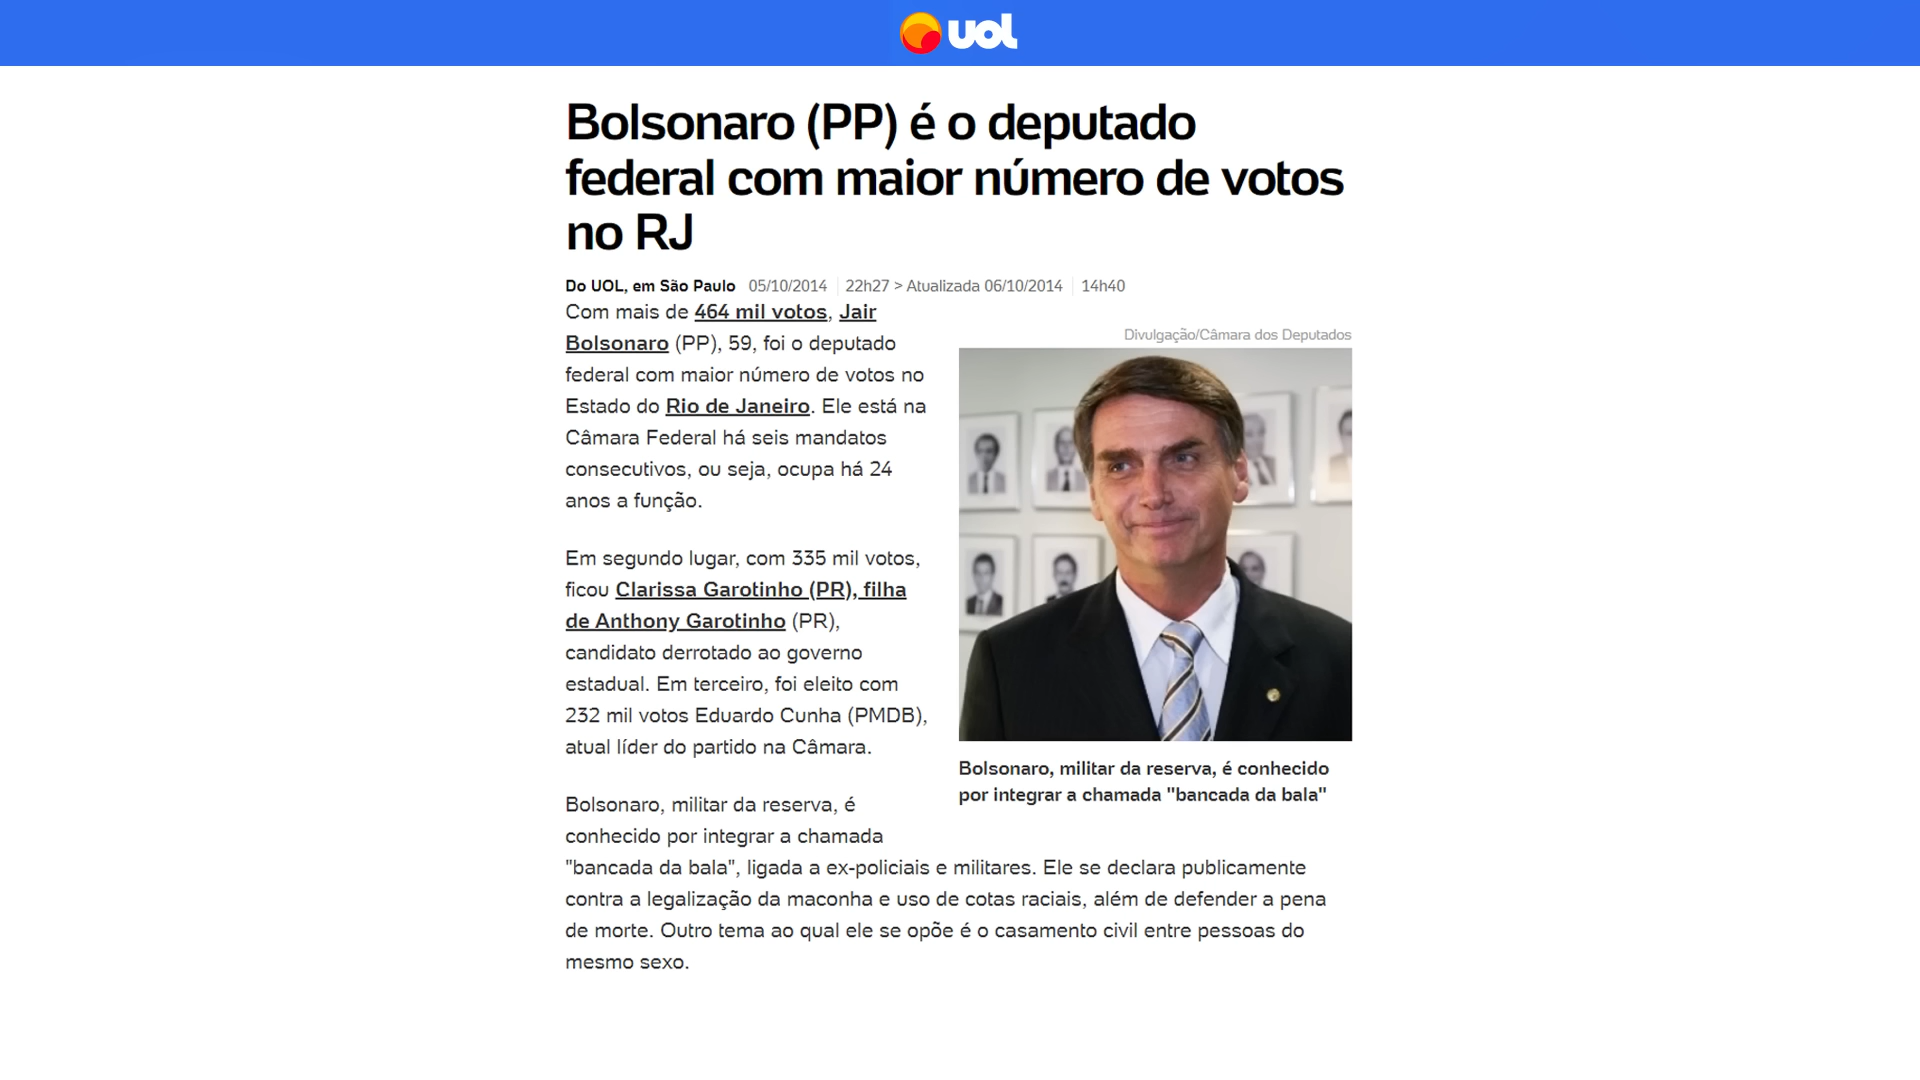 uol
Bolsonaro (PP) é o deputado
federal com maior número de votos
no RJ
Do UOL, em São Paulo 05/10/2014 22h27 > Atualizada 06/10/2014 14h40
Com mais de 464 mil votos, Jair
Bolsonaro (PP), 59, foi o deputado
federal com maior número de votos no
Estado do Rio de Janeiro. Ele está na
Câmara Federal há seis mandatos
consecutivos, ou seja, ocupa há 24
anos a função.
Em segundo lugar, com 335 mil votos,
ficou Clarissa Garotinho (PR), filha
de Anthony Garotinho (PR),
candidato derrotado ao governo
estadual. Em terceiro, foi eleito com
232 mil votos Eduardo Cunha (PMDB),
atual líder do partido na Câmara.
Divulgação/Câmara dos Deputados
Bolsonaro, militar da reserva, é conhecido
por integrar a chamada "bancada da bala"
Bolsonaro, militar da reserva, é
conhecido por integrar a chamada
"bancada da bala", ligada a ex-policiais e militares. Ele se declara publicamente
contra a legalização da maconha e uso de cotas raciais, além de defender a pena
de morte. Outro tema ao qual ele se opõe é o casamento civil entre pessoas do
mesmo sexo.